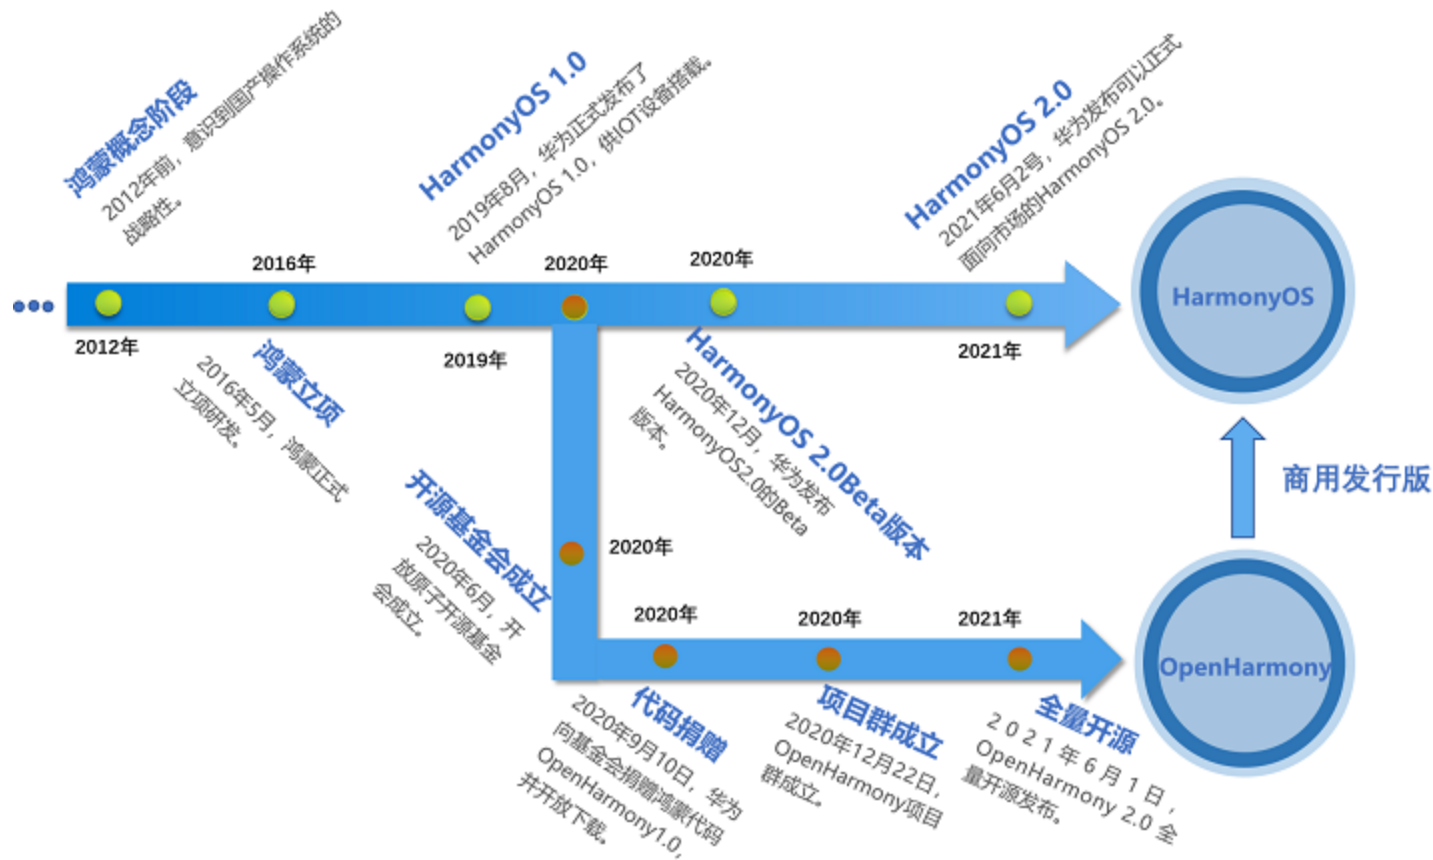 鸿蒙概念阶段
2012年前，意识到国产操作系统的
战略性。
HarmonyOS 1.0
2019年8月，华为正式发布了
HarmonyOS 1.0，供IOT设备搭载。
HarmonyOS 2.0
2021年6月2号，华为发布可以正式
面向市场的HarmonyOS 2.0。
2016年
2020年
2020年
HarmonyOS
2012年
2019年
2021年
鸿蒙立项
2016年5月，鸿蒙正式
立项研发。
HarmonyOS 2.0Beta版本
2020年12月，华为发布
HarmonyOS2.0的Beta
版本。
商用发行版
开源基金会成立
2020年6月，开
放原子开源基金
会成立。
2020年
2020年
2020年
2021年
OpenHarmony
代码捐赠
2020年9月10日，华为
向基金会捐赠鸿蒙代码
OpenHarmony1.0，
并开放下载。
项目群成立
2020年12月22日，
OpenHarmony项目
群成立。
全量开源
2021年6月1日，
OpenHarmony 2.0 全
量开源发布。